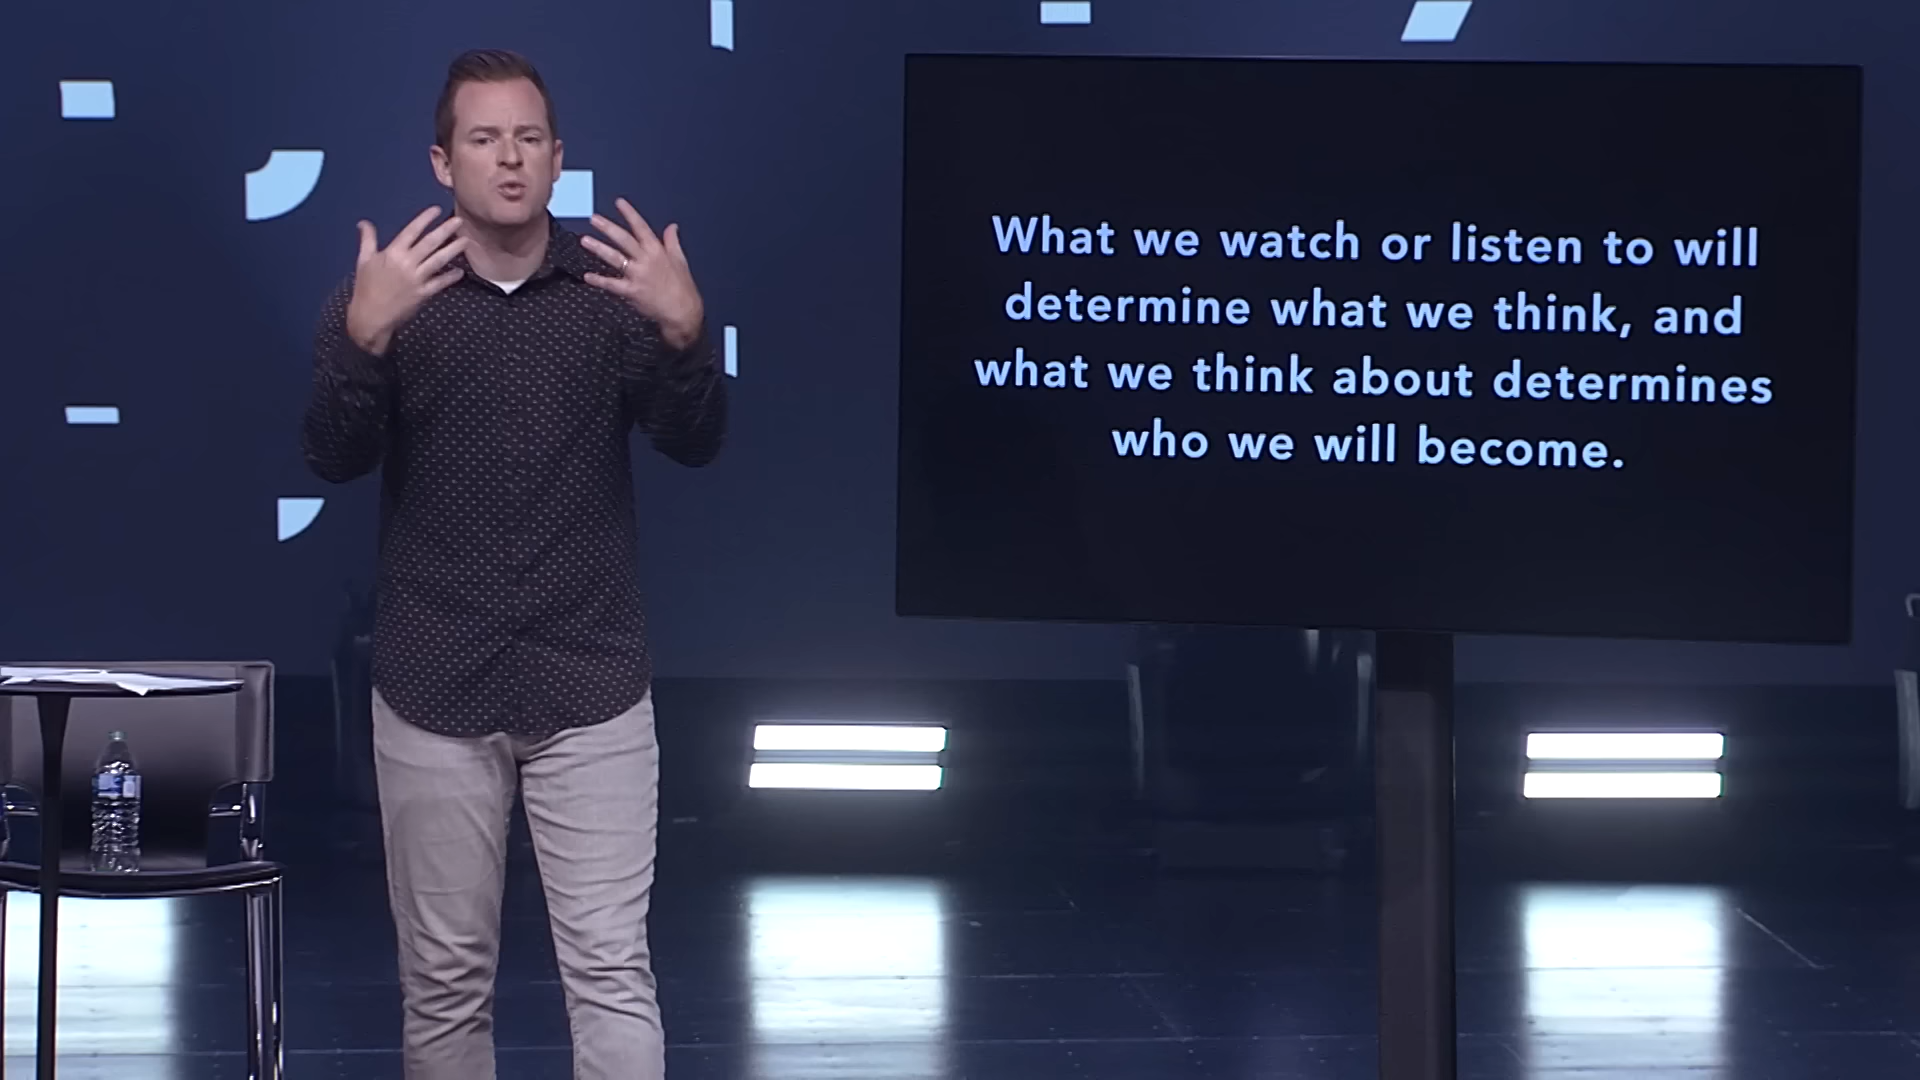 What we watch or listen to will
determine what we think, and
what we think about determines
who we will become.